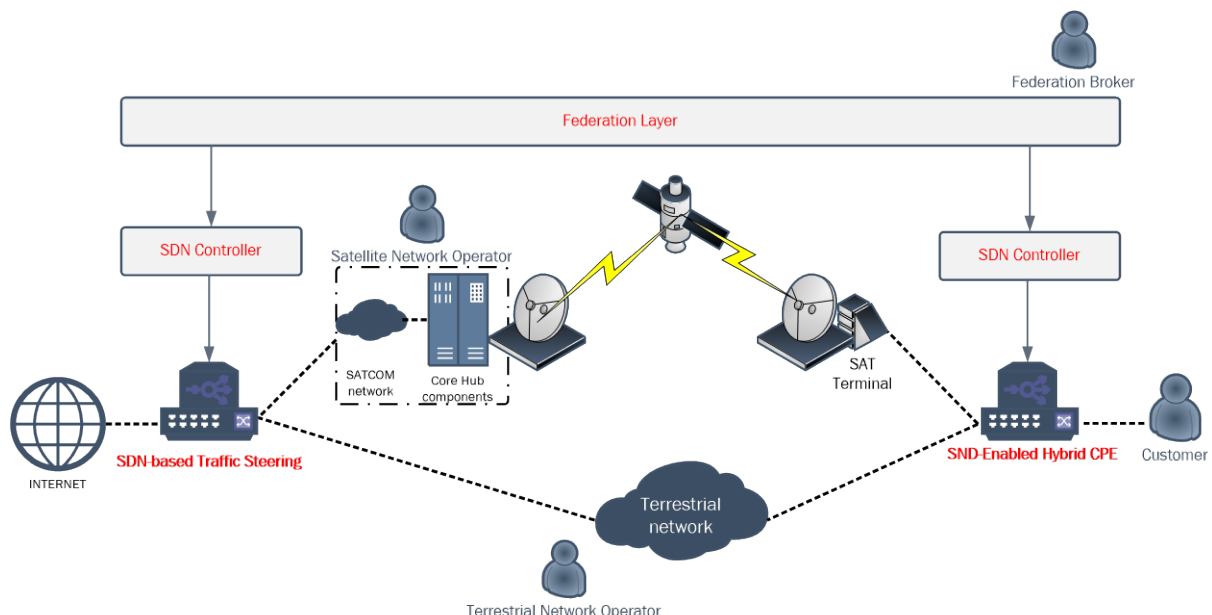 Federation Broker
Federation Layer
SDN Controller
Satellite Network Operator
SDN Controller
SATCOM
network
Core Hub
components
SAT
Terminal
INTERNET
SDN-based Traffic Steering
SND-Enabled Hybrid CPE
Customer
Terrestrial
network
Terrestrial Network Operator